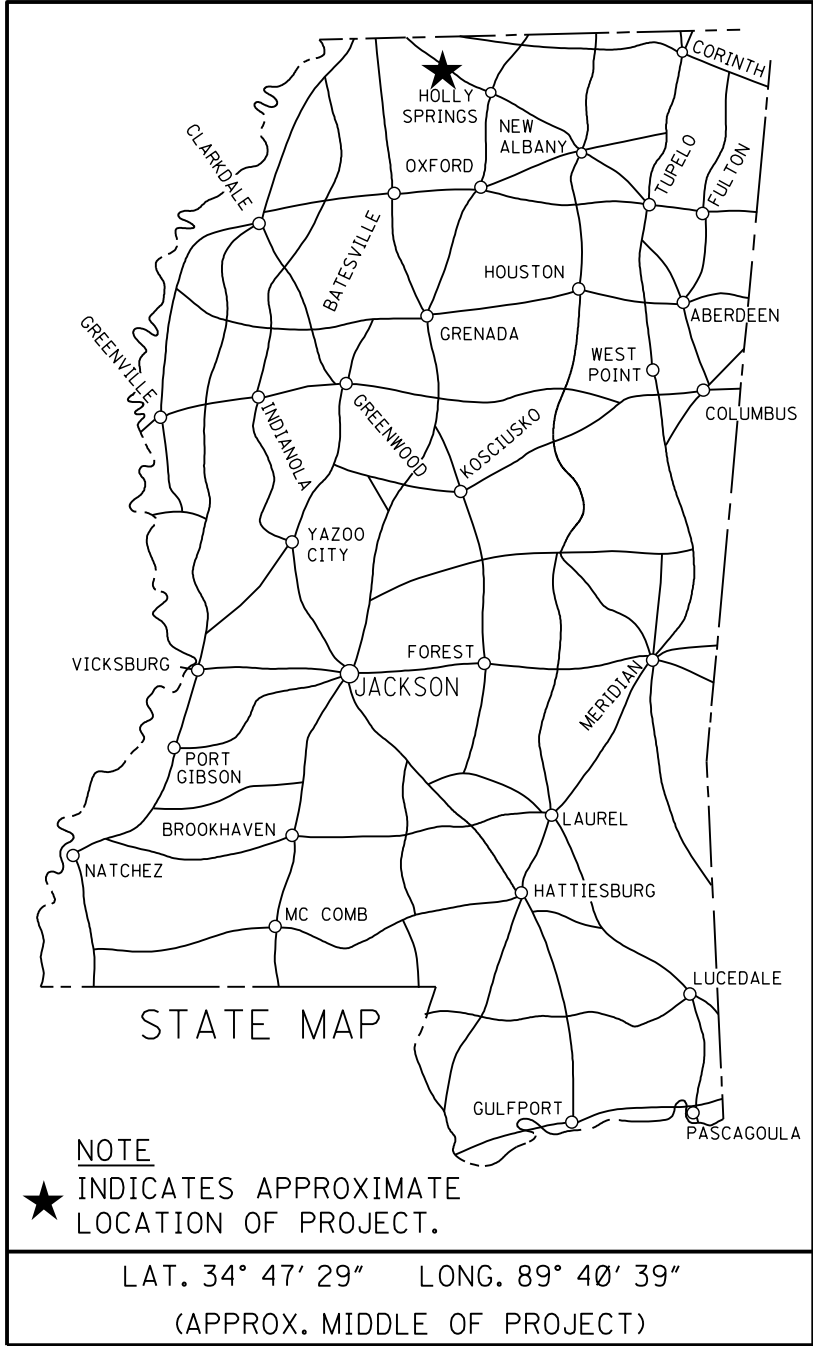 CORINTH
HOLLY
SPRINGS
NEW
ALBANY
CLARKDALE
OXFORD
TUPELO
FULTON
BATESVILLE
HOUSTON
ABERDEEN
GREENVILLE
GRENADA
WEST
POINT
COLUMBUS
INDIANOLA
GREENWOOD
KOSCIUSKO
YAZOO
CITY
VICKSBURG
FOREST
JACKSON
MERIDIAN
PORT
GIBSON
BROOKHAVEN
LAUREL
NATCHEZ
HATTIESBURG
MC COMB
LUCEDALE
STATE MAP
GULFPORT
PASCAGOULA
NOTE
INDICATES APPROXIMATE
LOCATION OF PROJECT.
LAT. 34° 47' 29" LONG. 89° 40' 39"
(APPROX. MIDDLE OF PROJECT)